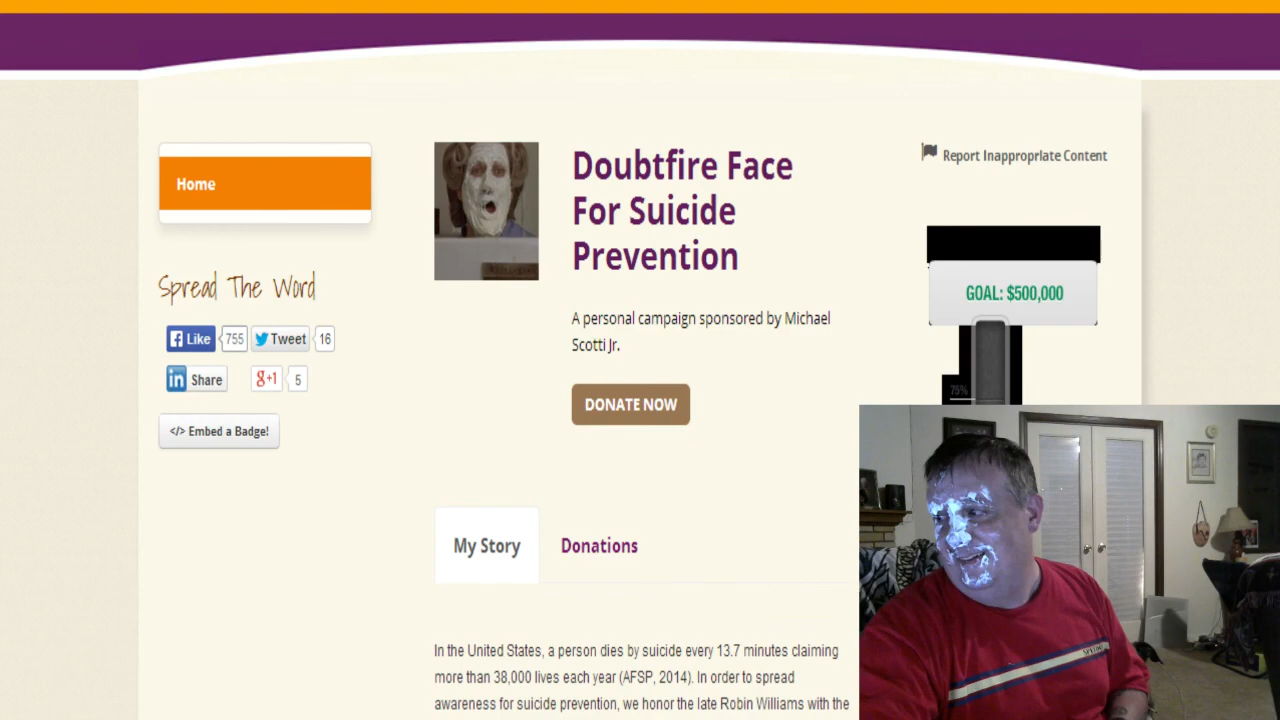 Home
Spread The Word
Like 755 Tweet 16
Share g+1 5
</> Embed a Badge!
Doubtfire Face
For Suicide
Prevention
A personal campaign sponsored by Michael
Scotti Jr.
DONATE NOW
Report Inappropriate Content
GOAL: $500,000
75%
My Story
Donations
In the United States, a person dies by suicide every 13.7 minutes claiming
more than 38,000 lives each year (AFSP, 2014). In order to spread
awareness for suicide prevention, we honor the late Robin Williams with the